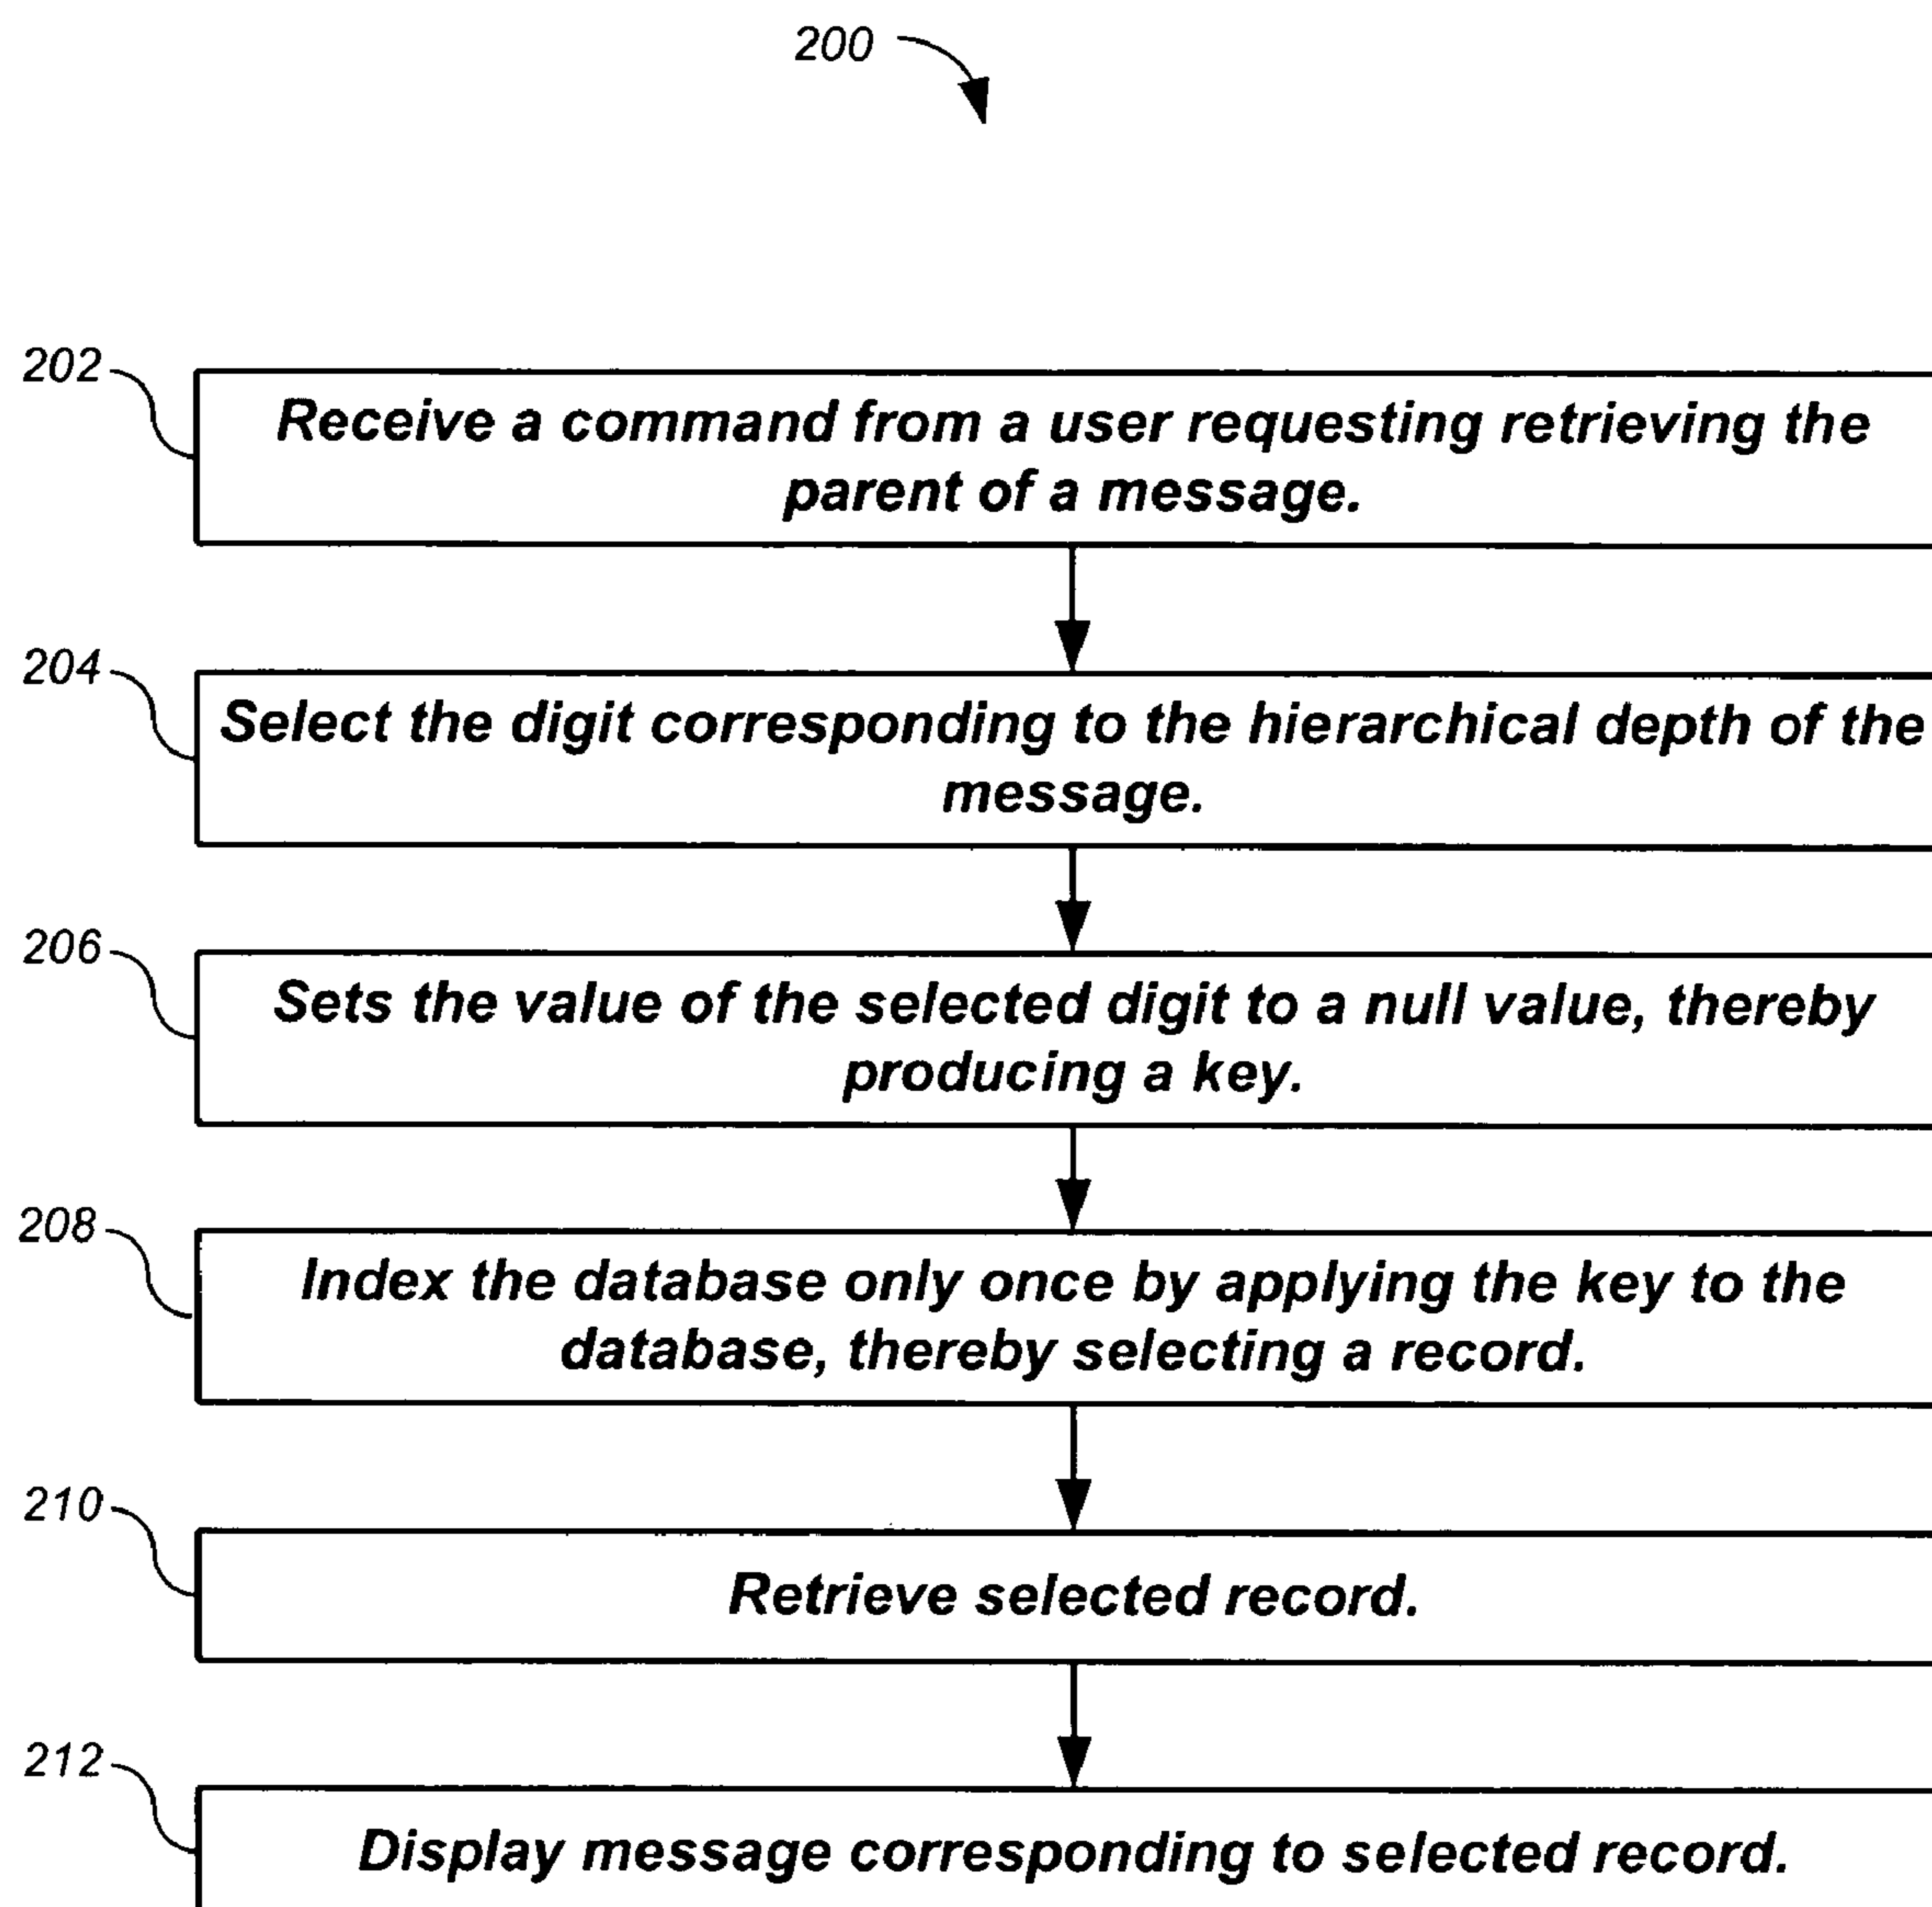 200
202
Receive a command from a user requesting retrieving the
parent of a message.
204
Select the digit corresponding to the hierarchical depth of the
message.
206
Sets the value of the selected digit to a null value, thereby
producing a key.
208
Index the database only once by applying the key to the
database, thereby selecting a record.
210
Retrieve selected record.
212
Display message corresponding to selected record.